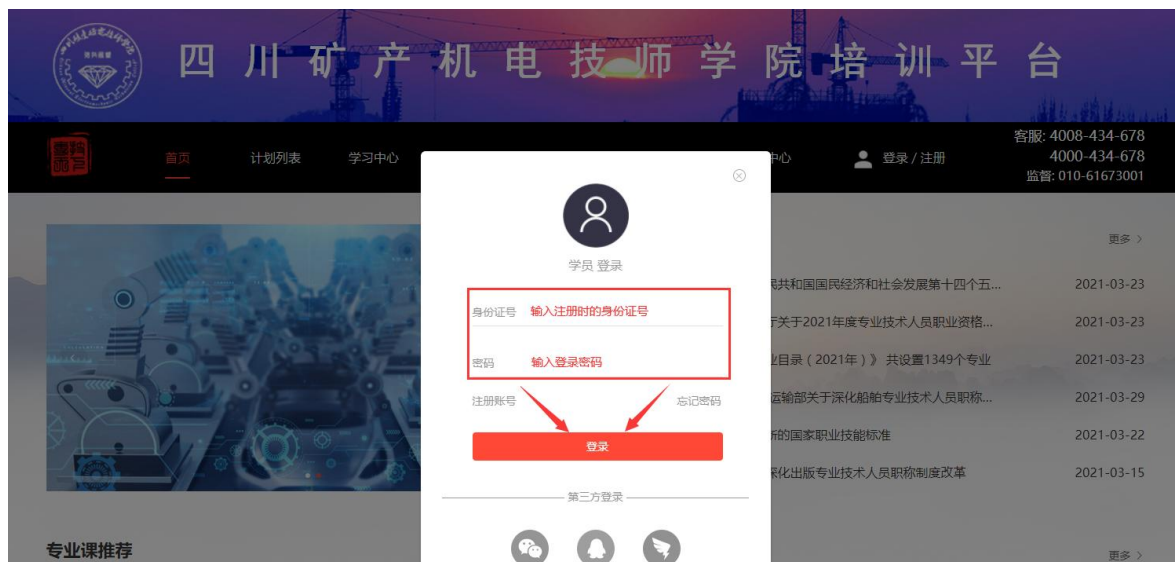 四川矿产机电技师学院培训平台
首页
计划列表
学习中心
中心
登录 / 注册
客服: 4008-434-678
4000-434-678
监督: 010-61673001
学员 登录
身份证号 输入注册时的身份证号
密码 输入登录密码
注册账号
忘记密码
登录
第三方登录
更多
民共和国国民经济和社会发展第十四个五... 2021-03-23
厅关于2021年度专业技术人员职业资格... 2021-03-23
业目录（2021年）》 共设置1349个专业 2021-03-23
运输部关于深化船舶专业技术人员职称... 2021-03-29
新的国家职业技能标准 2021-03-22
深化出版专业技术人员职称制度改革 2021-03-15
专业课推荐
更多